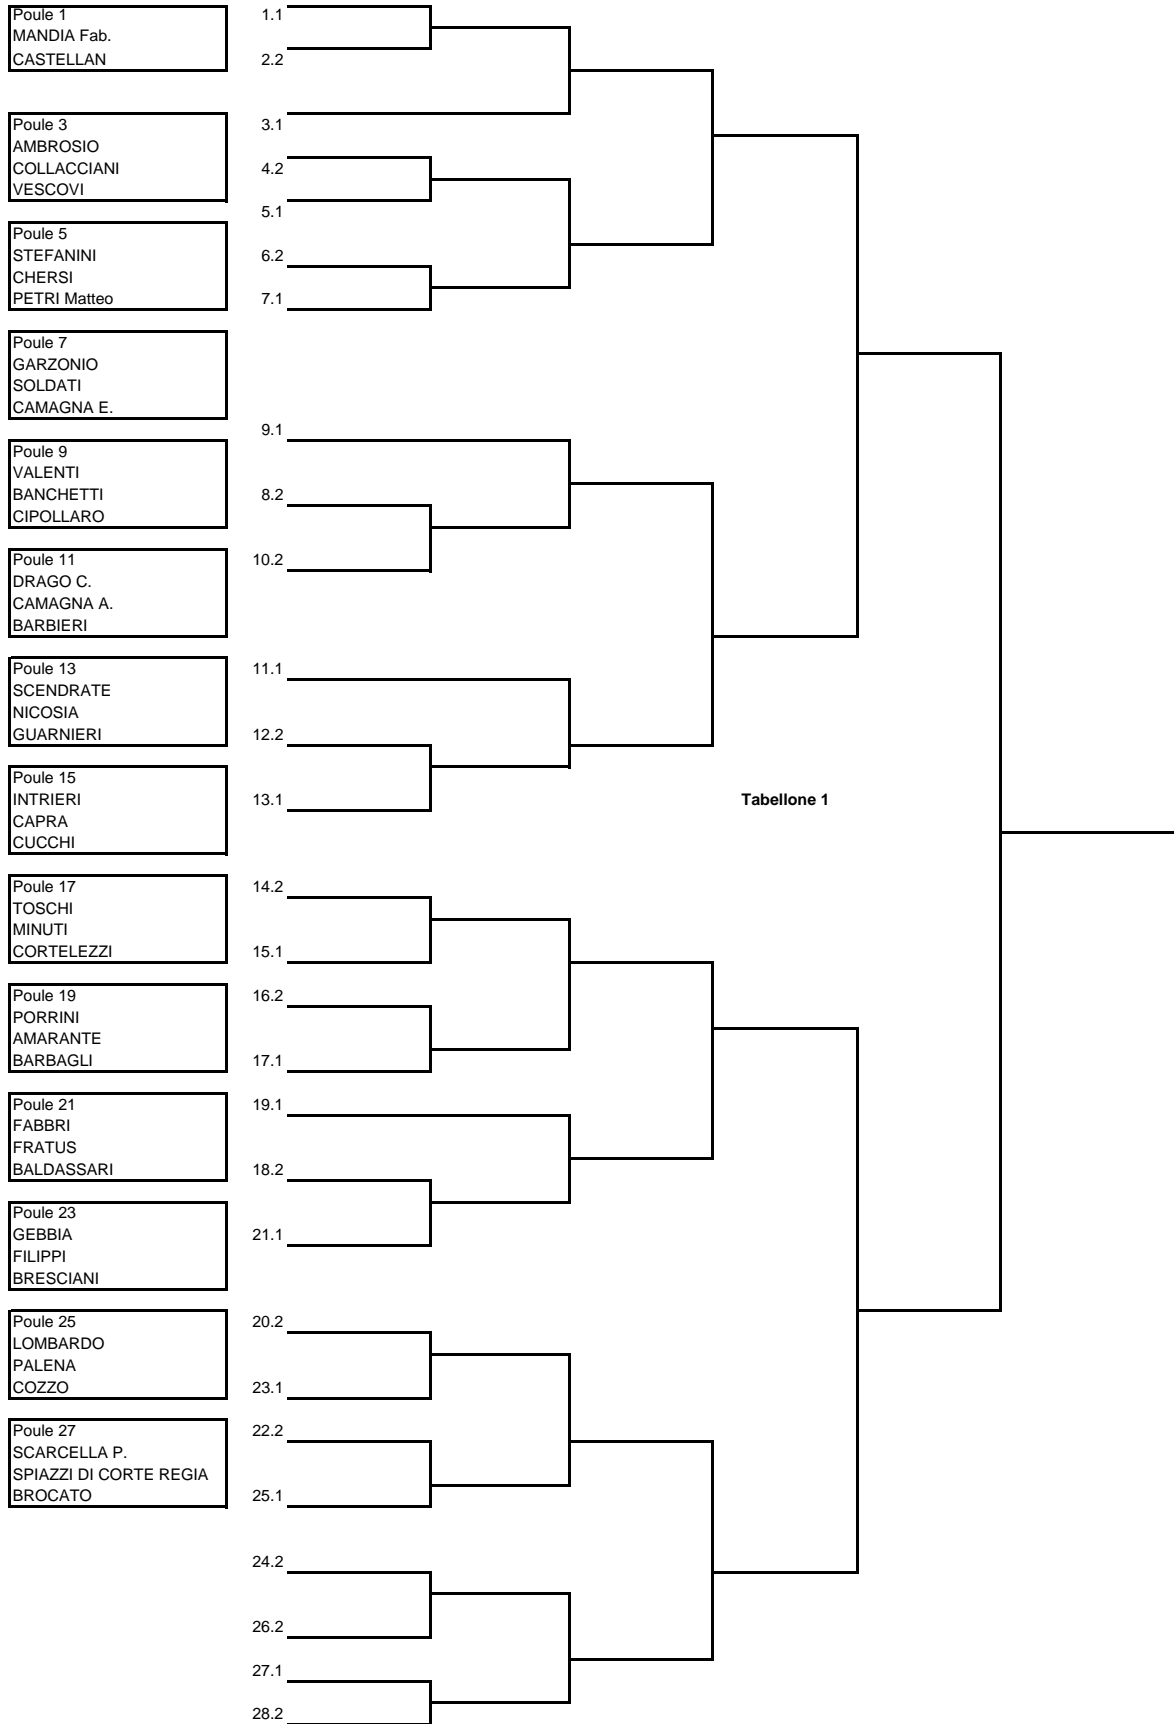 Poule 1
MANDIA Fab.
CASTELLAN
Poule 3
AMBROSIO
COLLACCIANI
VESCOVI
Poule 5
STEFANINI
CHERSI
PETRI Matteo
Poule 7
GARZONIO
SOLDATI
CAMAGNA E.
Poule 9
VALENTI
BANCHETTI
CIPOLLARO
Poule 11
DRAGO C.
CAMAGNA A.
BARBIERI
Poule 13
SCENDRATE
NICOSIA
GUARNIERI
Poule 15
INTRIERI
CAPRA
CUCCHI
Poule 17
TOSCHI
MINUTI
CORTELEZZI
Poule 19
PORRINI
AMARANTE
BARBAGLI
Poule 21
FABBRI
FRATUS
BALDASSARI
Poule 23
GEBBIA
FILIPPI
BRESCIANI
Poule 25
LOMBARDO
PALENA
COZZO
Poule 27
SCARCELLA P.
SPIAZZI DI CORTE REGIA
BROCATO
1.1
2.2
3.1
4.2
5.1
6.2
7.1
9.1
8.2
10.2
11.1
12.2
13.1
14.2
15.1
16.2
17.1
19.1
18.2
21.1
20.2
23.1
22.2
25.1
24.2
26.2
27.1
28.2
Tabellone 1